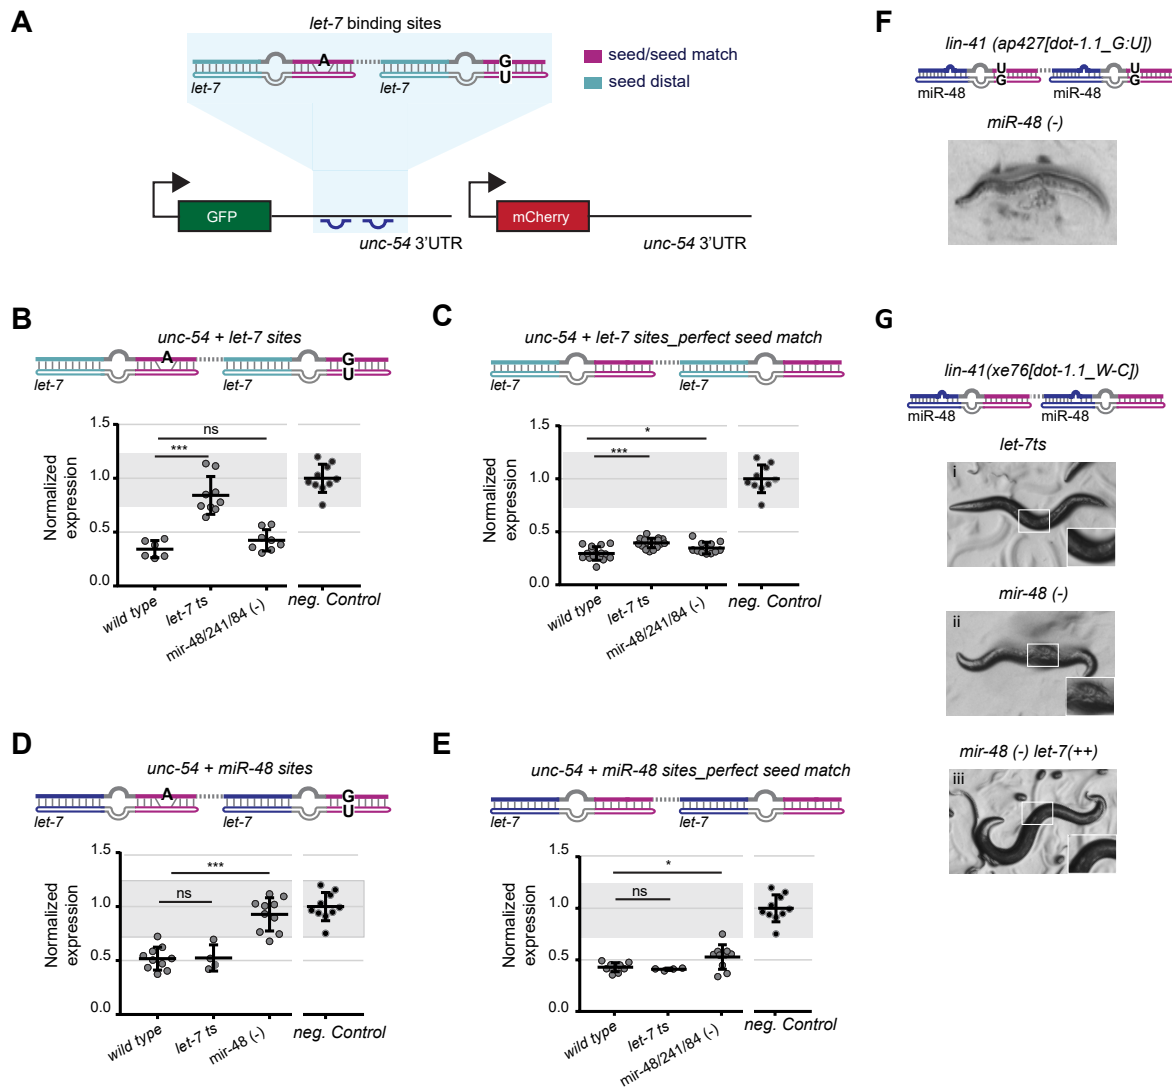 A
let-7 binding sites
A
G
U
let-7
let-7
seed/seed match
seed distal
GFP
mCherry
unc-54 3'UTR
unc-54 3'UTR
B
unc-54 + let-7 sites
A
G
U
let-7
let-7
Normalized
expression
1.5
1.0
0.5
0.0
ns
***
wild type
let-7 ts
mir-48/241/84 (-)
neg. Control
C
unc-54 + let-7 sites_perfect seed match
let-7
let-7
Normalized
expression
1.5
1.0
0.5
0.0
*
***
wild type
let-7 ts
mir-48/241/84 (-)
neg. Control
D
unc-54 + miR-48 sites
A
G
U
let-7
let-7
Normalized
expression
1.5
1.0
0.5
0.0
***
ns
wild type
let-7 ts
mir-48 (-)
neg. Control
E
unc-54 + miR-48 sites_perfect seed match
let-7
let-7
Normalized
expression
1.5
1.0
0.5
0.0
*
ns
wild type
let-7 ts
mir-48/241/84 (-)
neg. Control
F
lin-41 (ap427[dot-1.1_G:U])
U
G
U
G
miR-48
miR-48
miR-48 (-)
G
lin-41(xe76[dot-1.1_W-C])
miR-48
miR-48
let-7ts
i
mir-48 (-)
ii
mir-48 (-) let-7(++)
iii